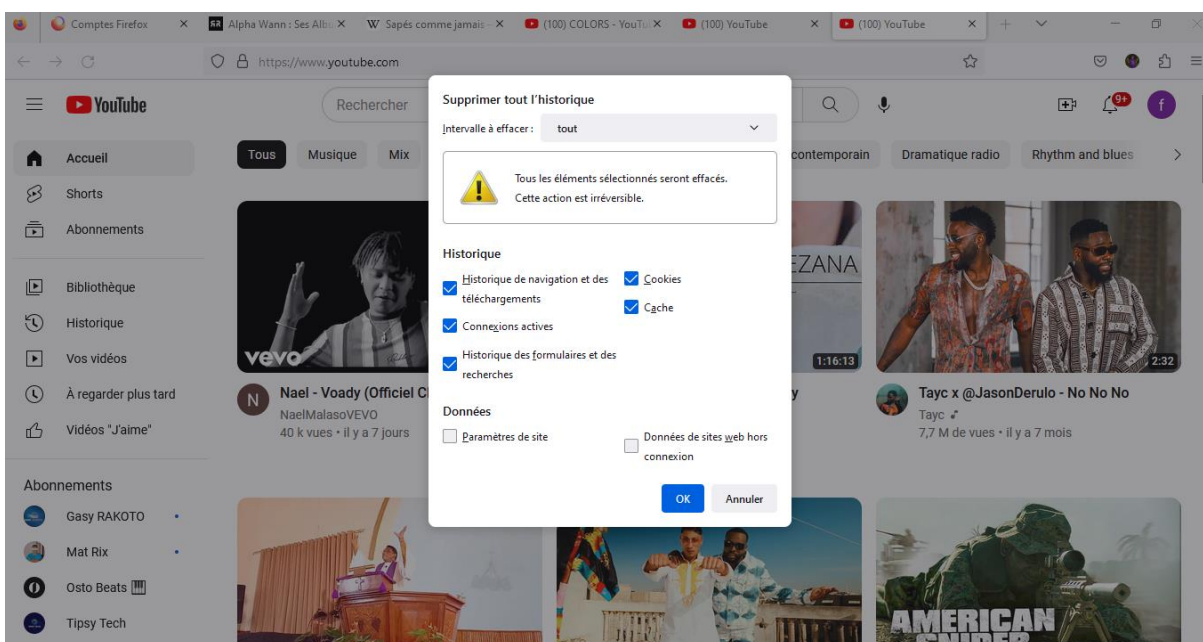 Comptes Firefox
Alpha Wann : Ses Albu
Sapés comme jamais –
(100) COLORS - YouTu
(100) YouTube
(100) YouTube
https://www.youtube.com
YouTube
Rechercher
9+
f
Accueil
Shorts
Abonnements
Bibliothèque
Historique
Vos vidéos
À regarder plus tard
Vidéos "J'aime"
Abonnements
Gasy RAKOTO
Mat Rix
Osto Beats
Tipsy Tech
Tous
Musique
Mix
contemporain
Dramatique radio
Rhythm and blues
Supprimer tout l'historique
Intervalle à effacer :
tout
Tous les éléments sélectionnés seront effacés.
Cette action est irréversible.
Historique
Historique de navigation et des
téléchargements
Cookies
Cache
Connexions actives
Historique des formulaires et des
recherches
Données
Paramètres de site
Données de sites web hors
connexion
OK
Annuler
vevo
N
Nael - Voady (Officiel C
NaelMalasoVEVO
40 k vues • il y a 7 jours
EZANA
1:16:13
y
2:32
Tayc x @JasonDerulo - No No No
Tayc
7,7 M de vues • il y a 7 mois
AMERICAN
SNIPER